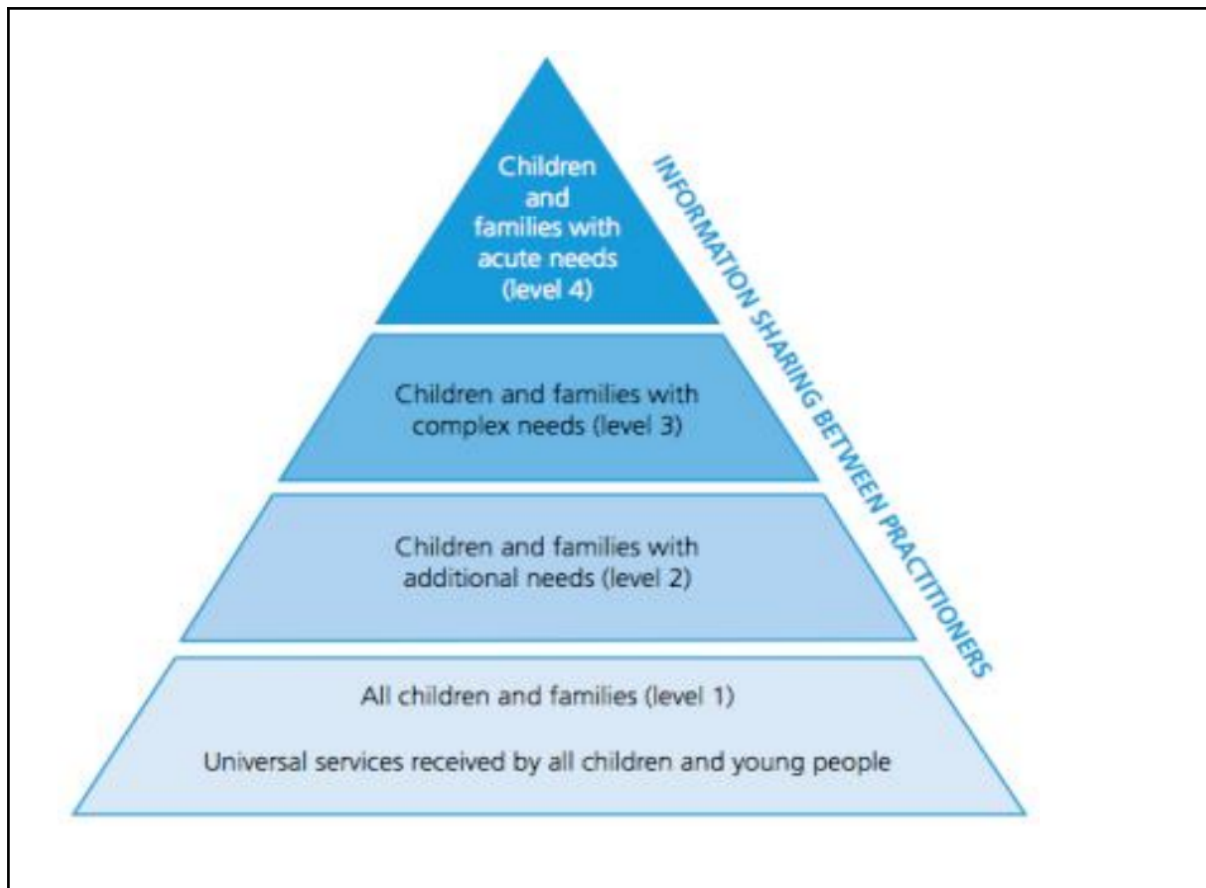 Children
and
families with
acute needs
(level 4)
INFORMATION SHARING BETWEEN PRACTITIONERS
Children and families with
complex needs (level 3)
Children and families with
additional needs (level 2)
All children and families (level 1)
Universal services received by all children and young people